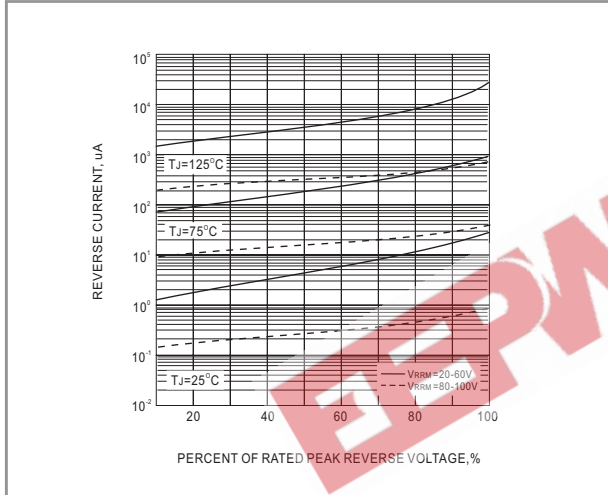 REVERSE CURRENT, uA
10⁵
10⁴
10³
10²
10¹
10⁰
10⁻¹
10⁻²
TJ=125°C
TJ=75°C
TJ=25°C
VRRM=20-60V
VRRM=80-100V
20 40 60 80 100
PERCENT OF RATED PEAK REVERSE VOLTAGE,%
EEPW